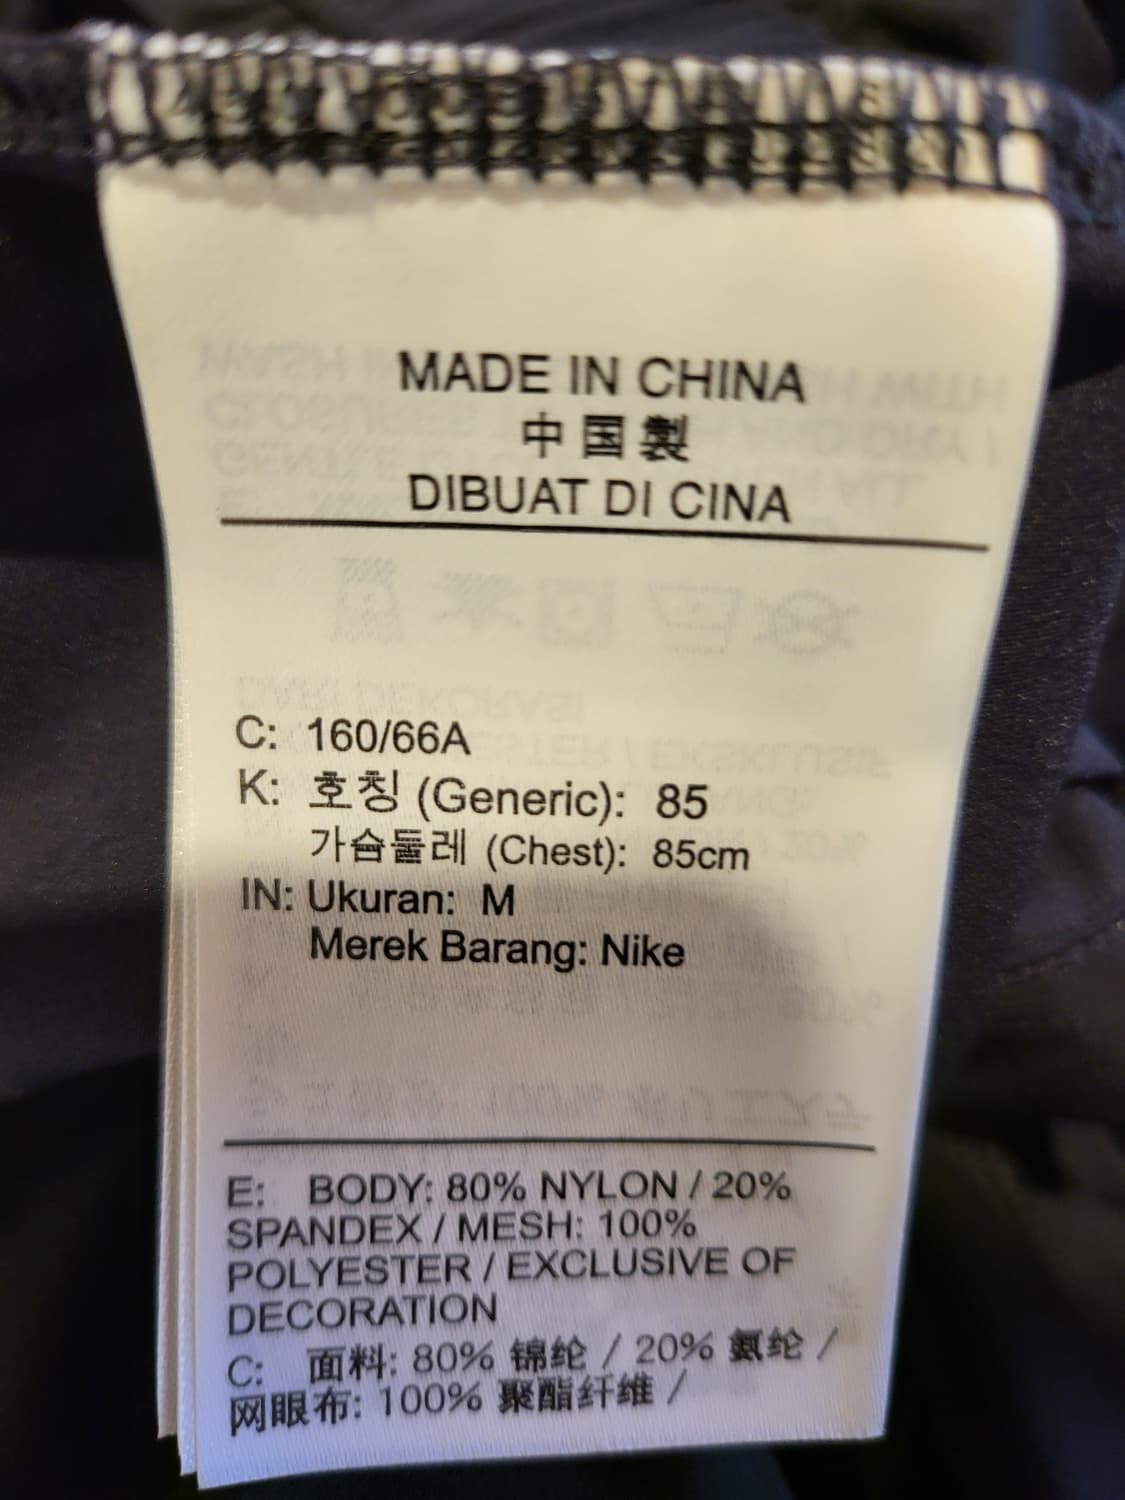 MADE IN CHINA
中国製
DIBUAT DI CINA
C: 160/66A
K: 호칭 (Generic): 85
가슴둘레 (Chest): 85cm
IN: Ukuran: M
Merek Barang: Nike
E: BODY: 80% NYLON / 20%
SPANDEX / MESH: 100%
POLYESTER / EXCLUSIVE OF
DECORATION
C: 面料: 80% 锦纶 / 20% 氨纶 /
网眼布: 100% 聚酯纤维 /